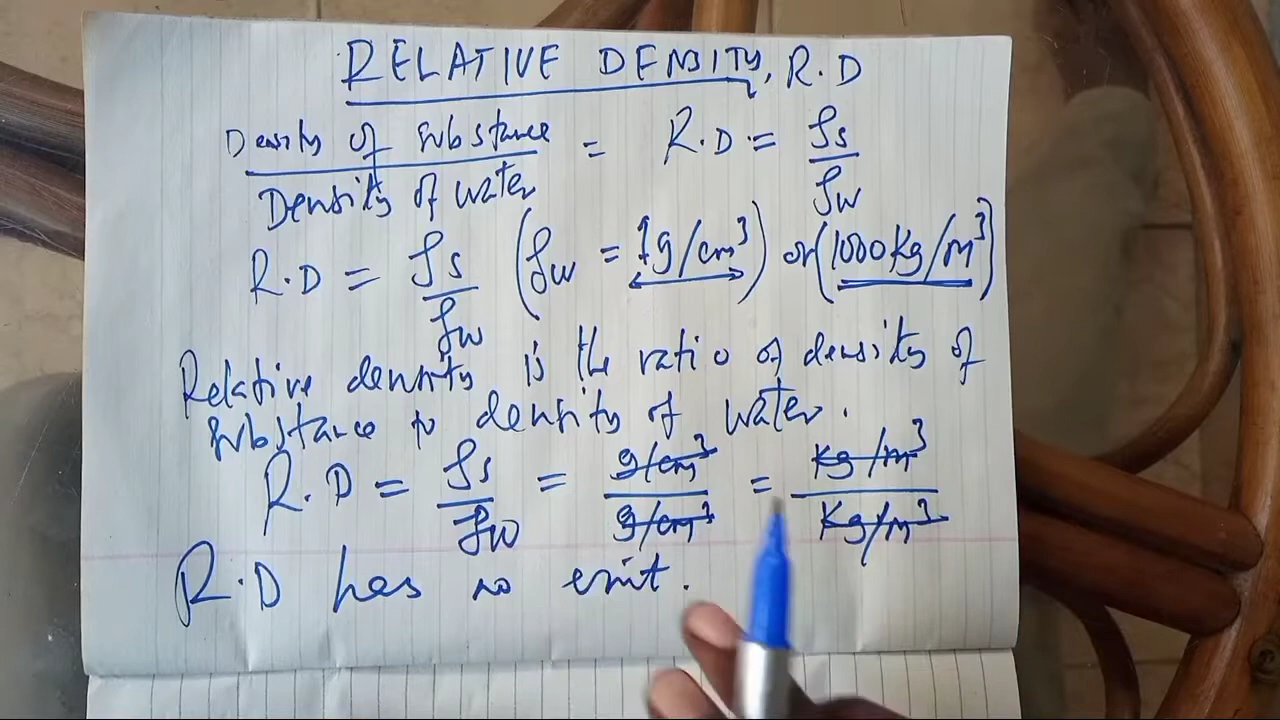 RELATIVE DENSITY, R.D
Density of substance / Density of water = R.D = ρs / ρw
R.D = ρs / ρw (ρw = 1g/cm³) or (1000kg/m³)
Relative density is the ratio of density of
substance to density of water.
R.D = ρs / ρw = g/cm³ / g/cm³ = Kg/m³ / Kg/m³
R.D has no unit.